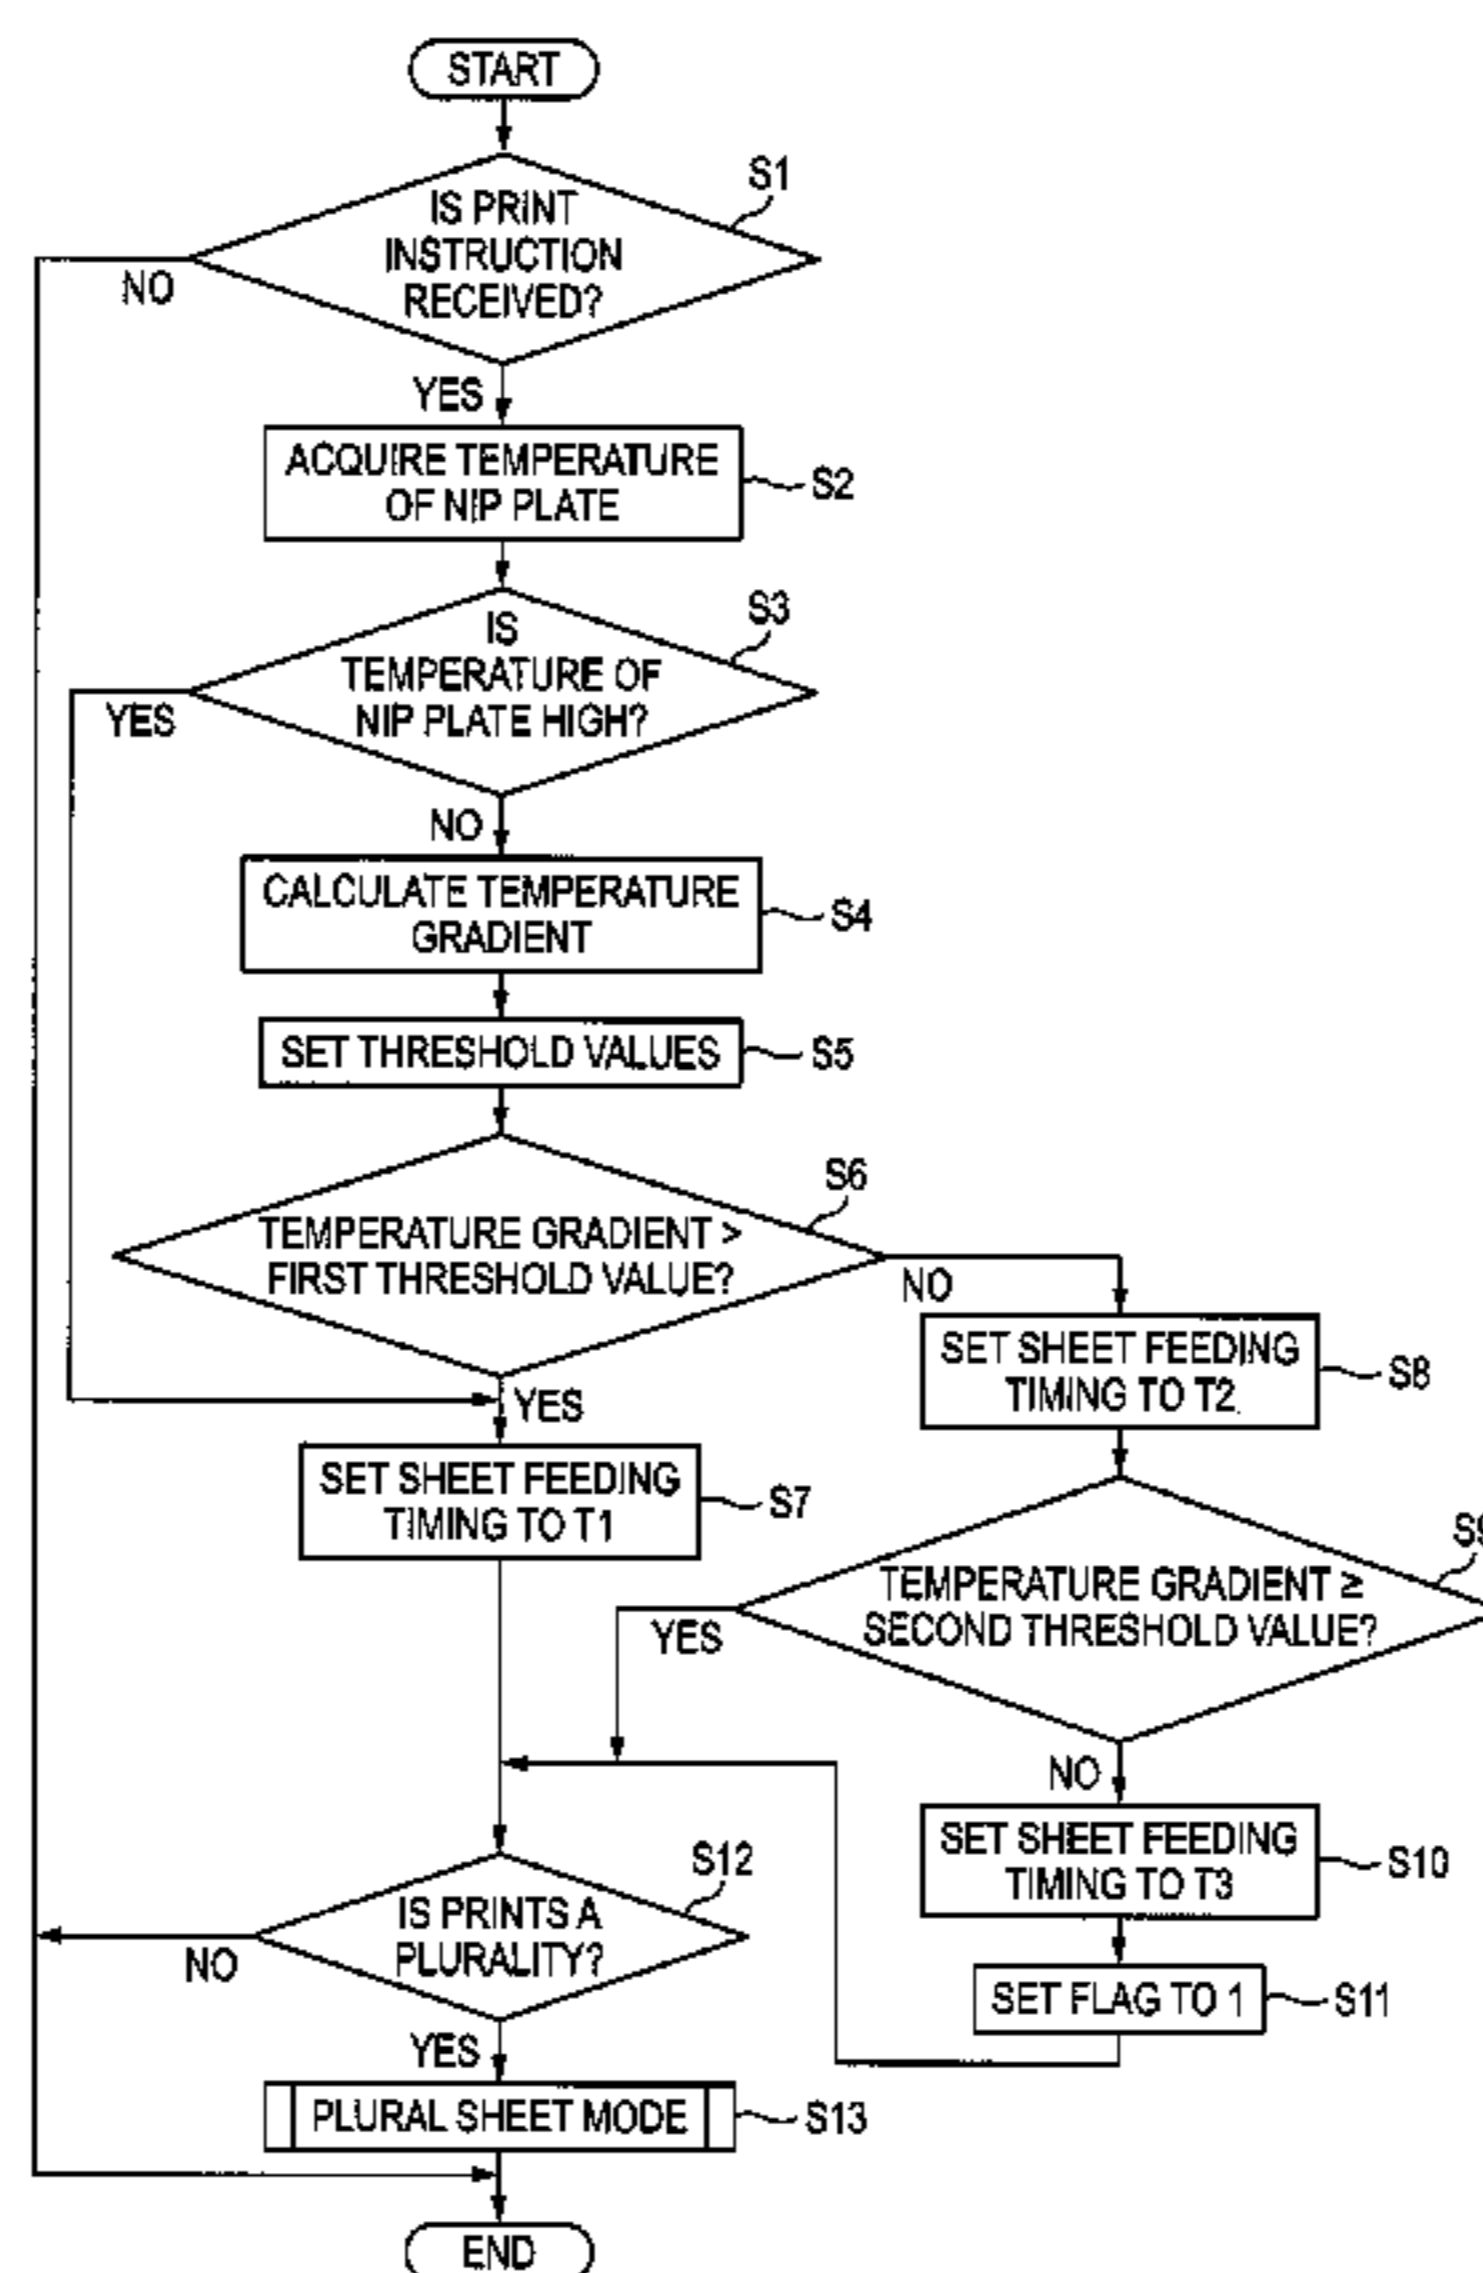 START
S1
IS PRINT
INSTRUCTION
RECEIVED?
NO
YES
ACQUIRE TEMPERATURE
OF NIP PLATE
S2
S3
IS
TEMPERATURE OF
NIP PLATE HIGH?
YES
NO
CALCULATE TEMPERATURE
GRADIENT
S4
SET THRESHOLD VALUES
S5
S6
TEMPERATURE GRADIENT >
FIRST THRESHOLD VALUE?
NO
YES
SET SHEET FEEDING
TIMING TO T2
S8
SET SHEET FEEDING
TIMING TO T1
S7
S9
TEMPERATURE GRADIENT ≥
SECOND THRESHOLD VALUE?
YES
NO
SET SHEET FEEDING
TIMING TO T3
S10
SET FLAG TO 1
S11
S12
IS PRINTS A
PLURALITY?
NO
YES
PLURAL SHEET MODE
S13
END